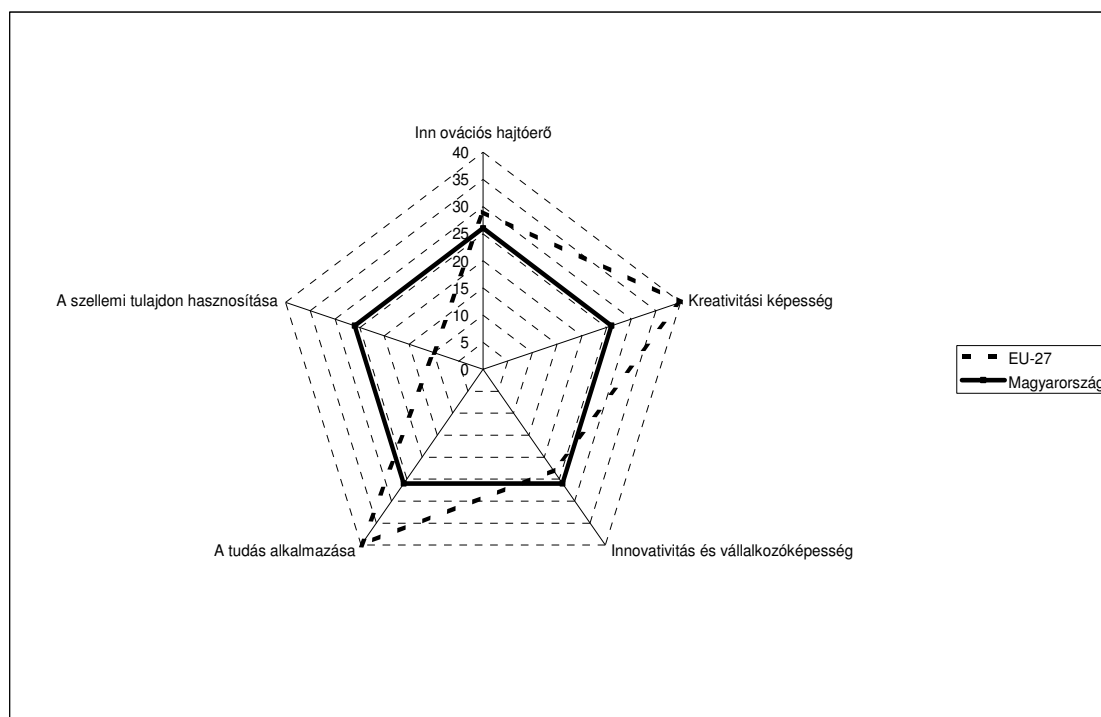 Inn ovációs hajtóerő
40
35
30
25
20
15
10
5
0
A szellemi tulajdon hasznosítása
Kreativitási képesség
A tudás alkalmazása
Innovativitás és vállalkozóképesség
EU-27
Magyarország